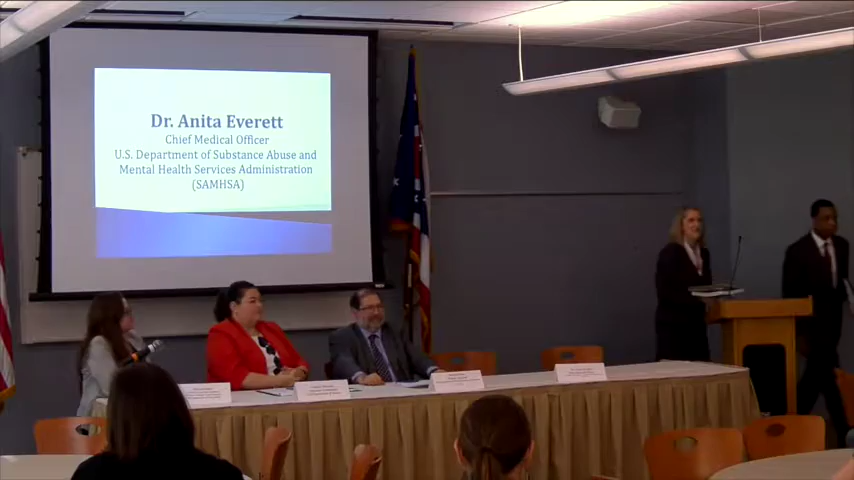 Dr. Anita Everett
Chief Medical Officer
U.S. Department of Substance Abuse and
Mental Health Services Administration
(SAMHSA)